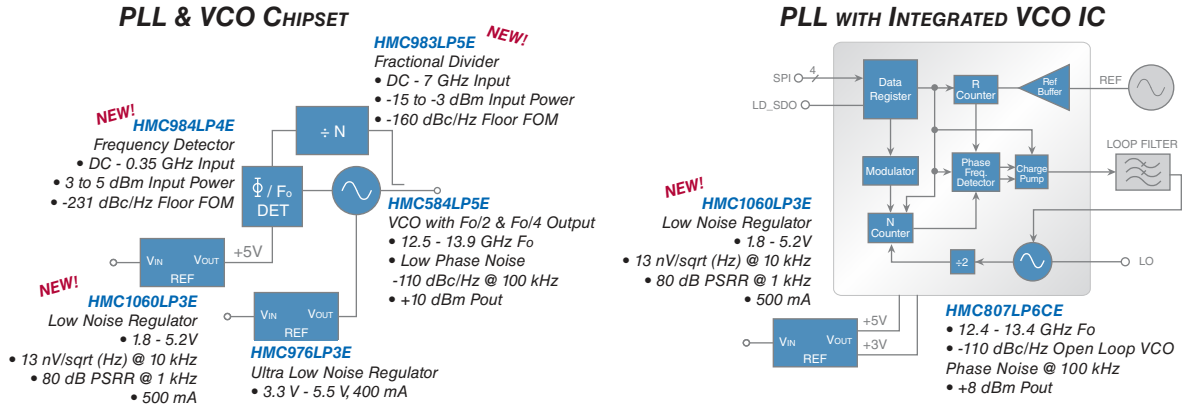 PLL & VCO CHIPSET
HMC983LP5E NEW!
Fractional Divider
• DC - 7 GHz Input
• -15 to -3 dBm Input Power
• -160 dBc/Hz Floor FOM
NEW!
HMC984LP4E
Frequency Detector
• DC - 0.35 GHz Input
• 3 to 5 dBm Input Power
• -231 dBc/Hz Floor FOM
÷ N
Φ / Fo
DET
HMC584LP5E
VCO with Fo/2 & Fo/4 Output
• 12.5 - 13.9 GHz Fo
• Low Phase Noise
-110 dBc/Hz @ 100 kHz
• +10 dBm Pout
+5V
VIN VOUT
REF
NEW!
HMC1060LP3E
Low Noise Regulator
• 1.8 - 5.2V
• 13 nV/sqrt (Hz) @ 10 kHz
• 80 dB PSRR @ 1 kHz
• 500 mA
VIN VOUT
REF
HMC976LP3E
Ultra Low Noise Regulator
• 3.3 V - 5.5 V, 400 mA
PLL WITH INTEGRATED VCO IC
SPI 4
LD_SDO
Data
Register
R
Counter
Ref
Buffer
REF
LOOP FILTER
Modulator
Phase
Freq.
Detector
Charge
Pump
N
Counter
÷2
LO
NEW!
HMC1060LP3E
Low Noise Regulator
• 1.8 - 5.2V
• 13 nV/sqrt (Hz) @ 10 kHz
• 80 dB PSRR @ 1 kHz
• 500 mA
VIN VOUT
REF
+5V
+3V
HMC807LP6CE
• 12.4 - 13.4 GHz Fo
• -110 dBc/Hz Open Loop VCO
Phase Noise @ 100 kHz
• +8 dBm Pout